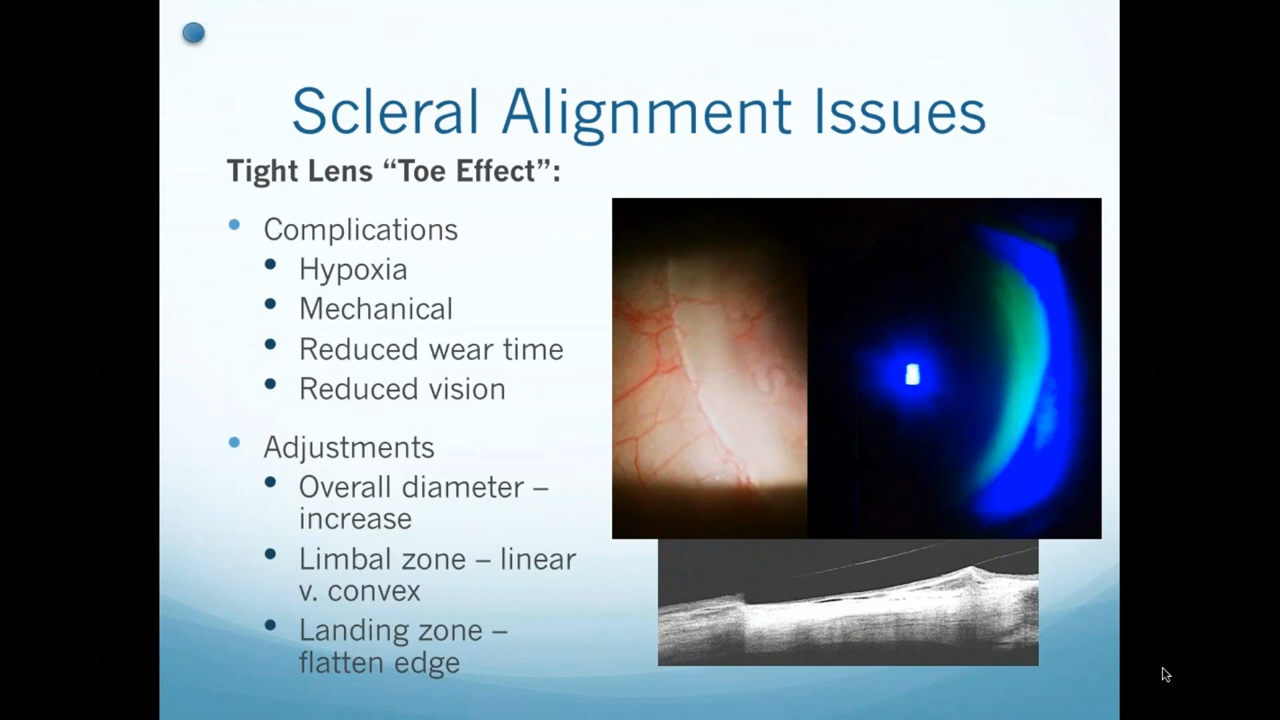 Scleral Alignment Issues
Tight Lens “Toe Effect”:
Complications
Hypoxia
Mechanical
Reduced wear time
Reduced vision
Adjustments
Overall diameter –
increase
Limbal zone – linear
v. convex
Landing zone –
flatten edge